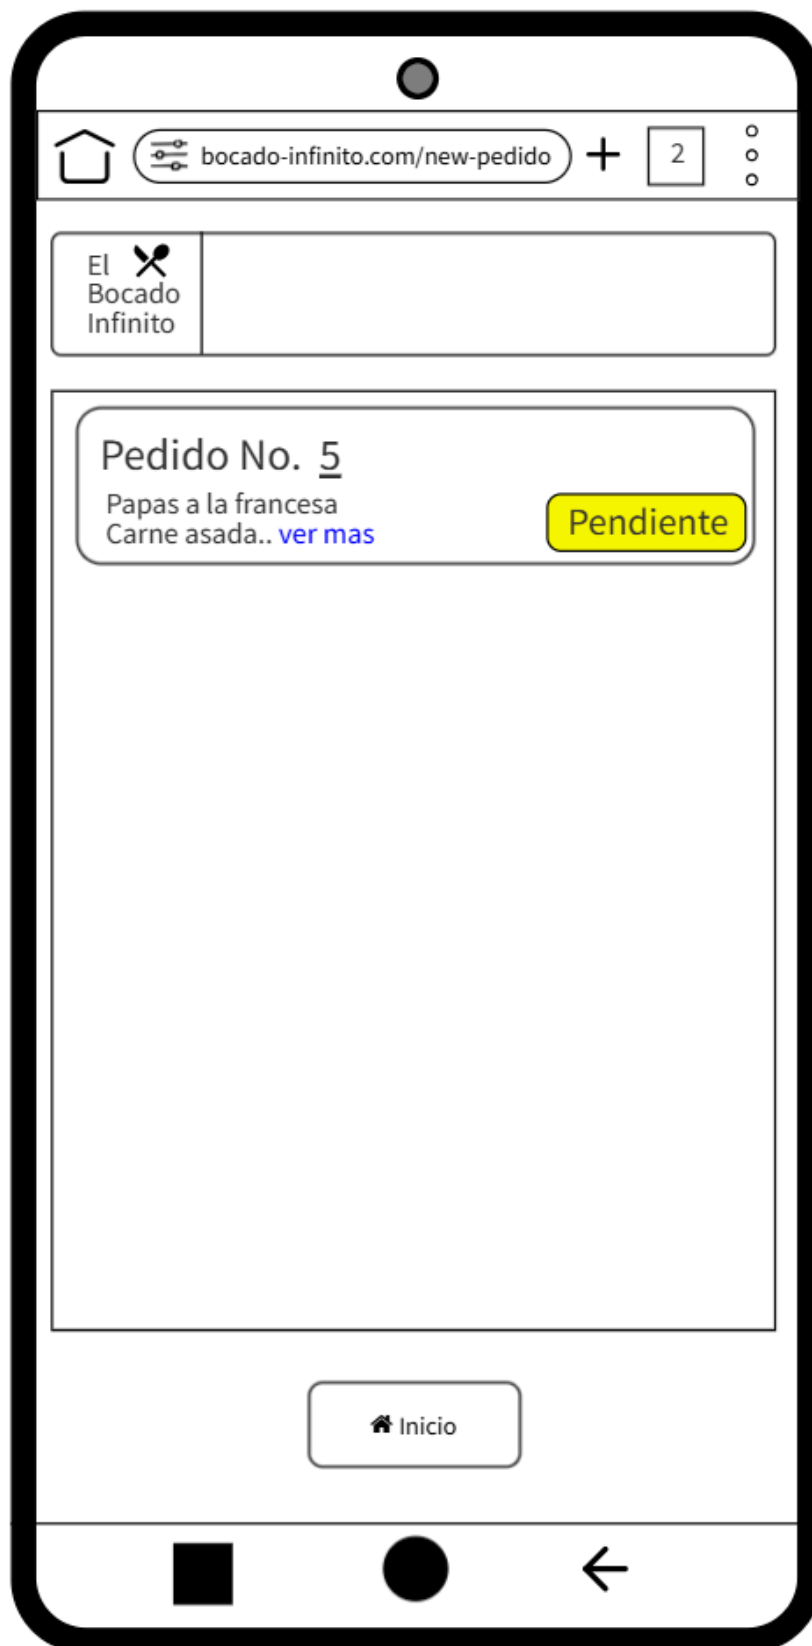 bocado-infinito.com/new-pedido
2
El
Bocado
Infinito
Pedido No. 5
Papas a la francesa
Carne asada.. ver mas
Pendiente
Inicio